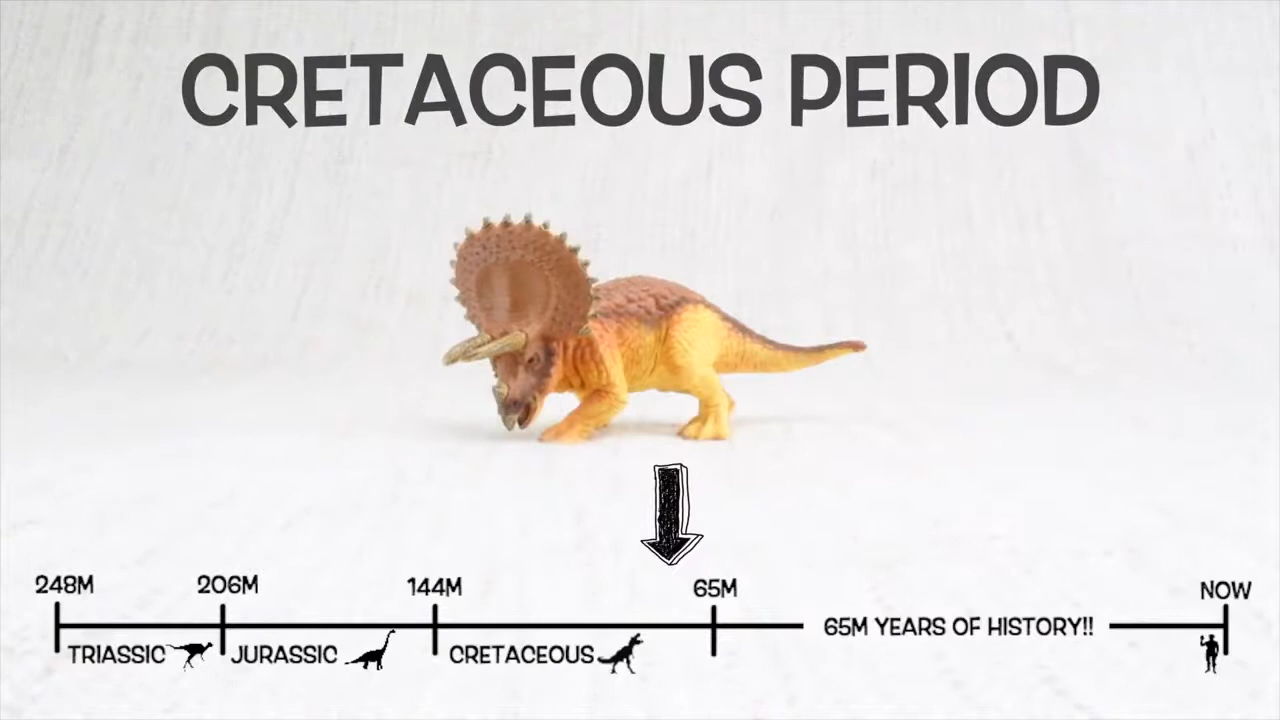 CRETACEOUS PERIOD
248M 206M 144M 65M NOW
65M YEARS OF HISTORY!!
TRIASSIC JURASSIC CRETACEOUS